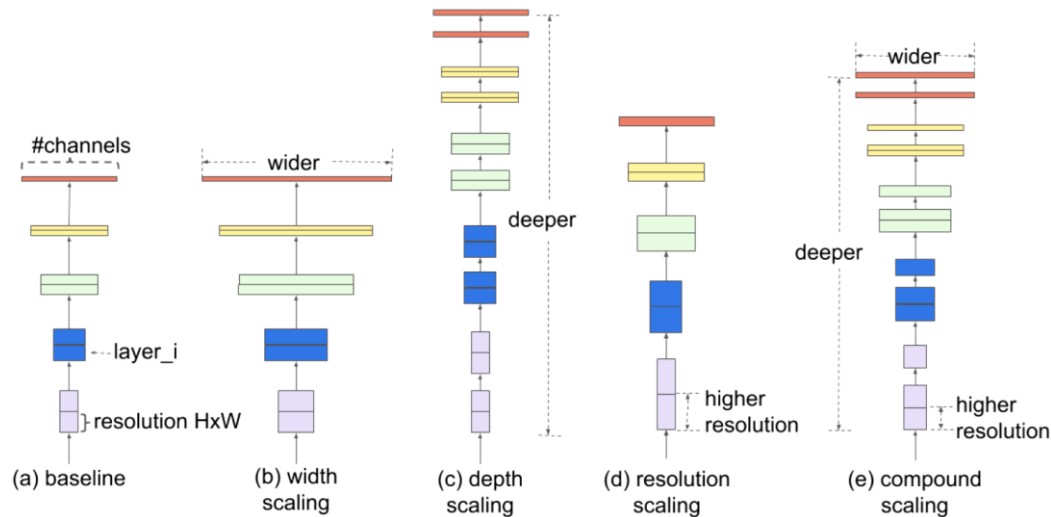 #channels
layer_i
resolution HxW
(a) baseline
wider
(b) width
scaling
deeper
(c) depth
scaling
higher
resolution
(d) resolution
scaling
wider
deeper
higher
resolution
(e) compound
scaling